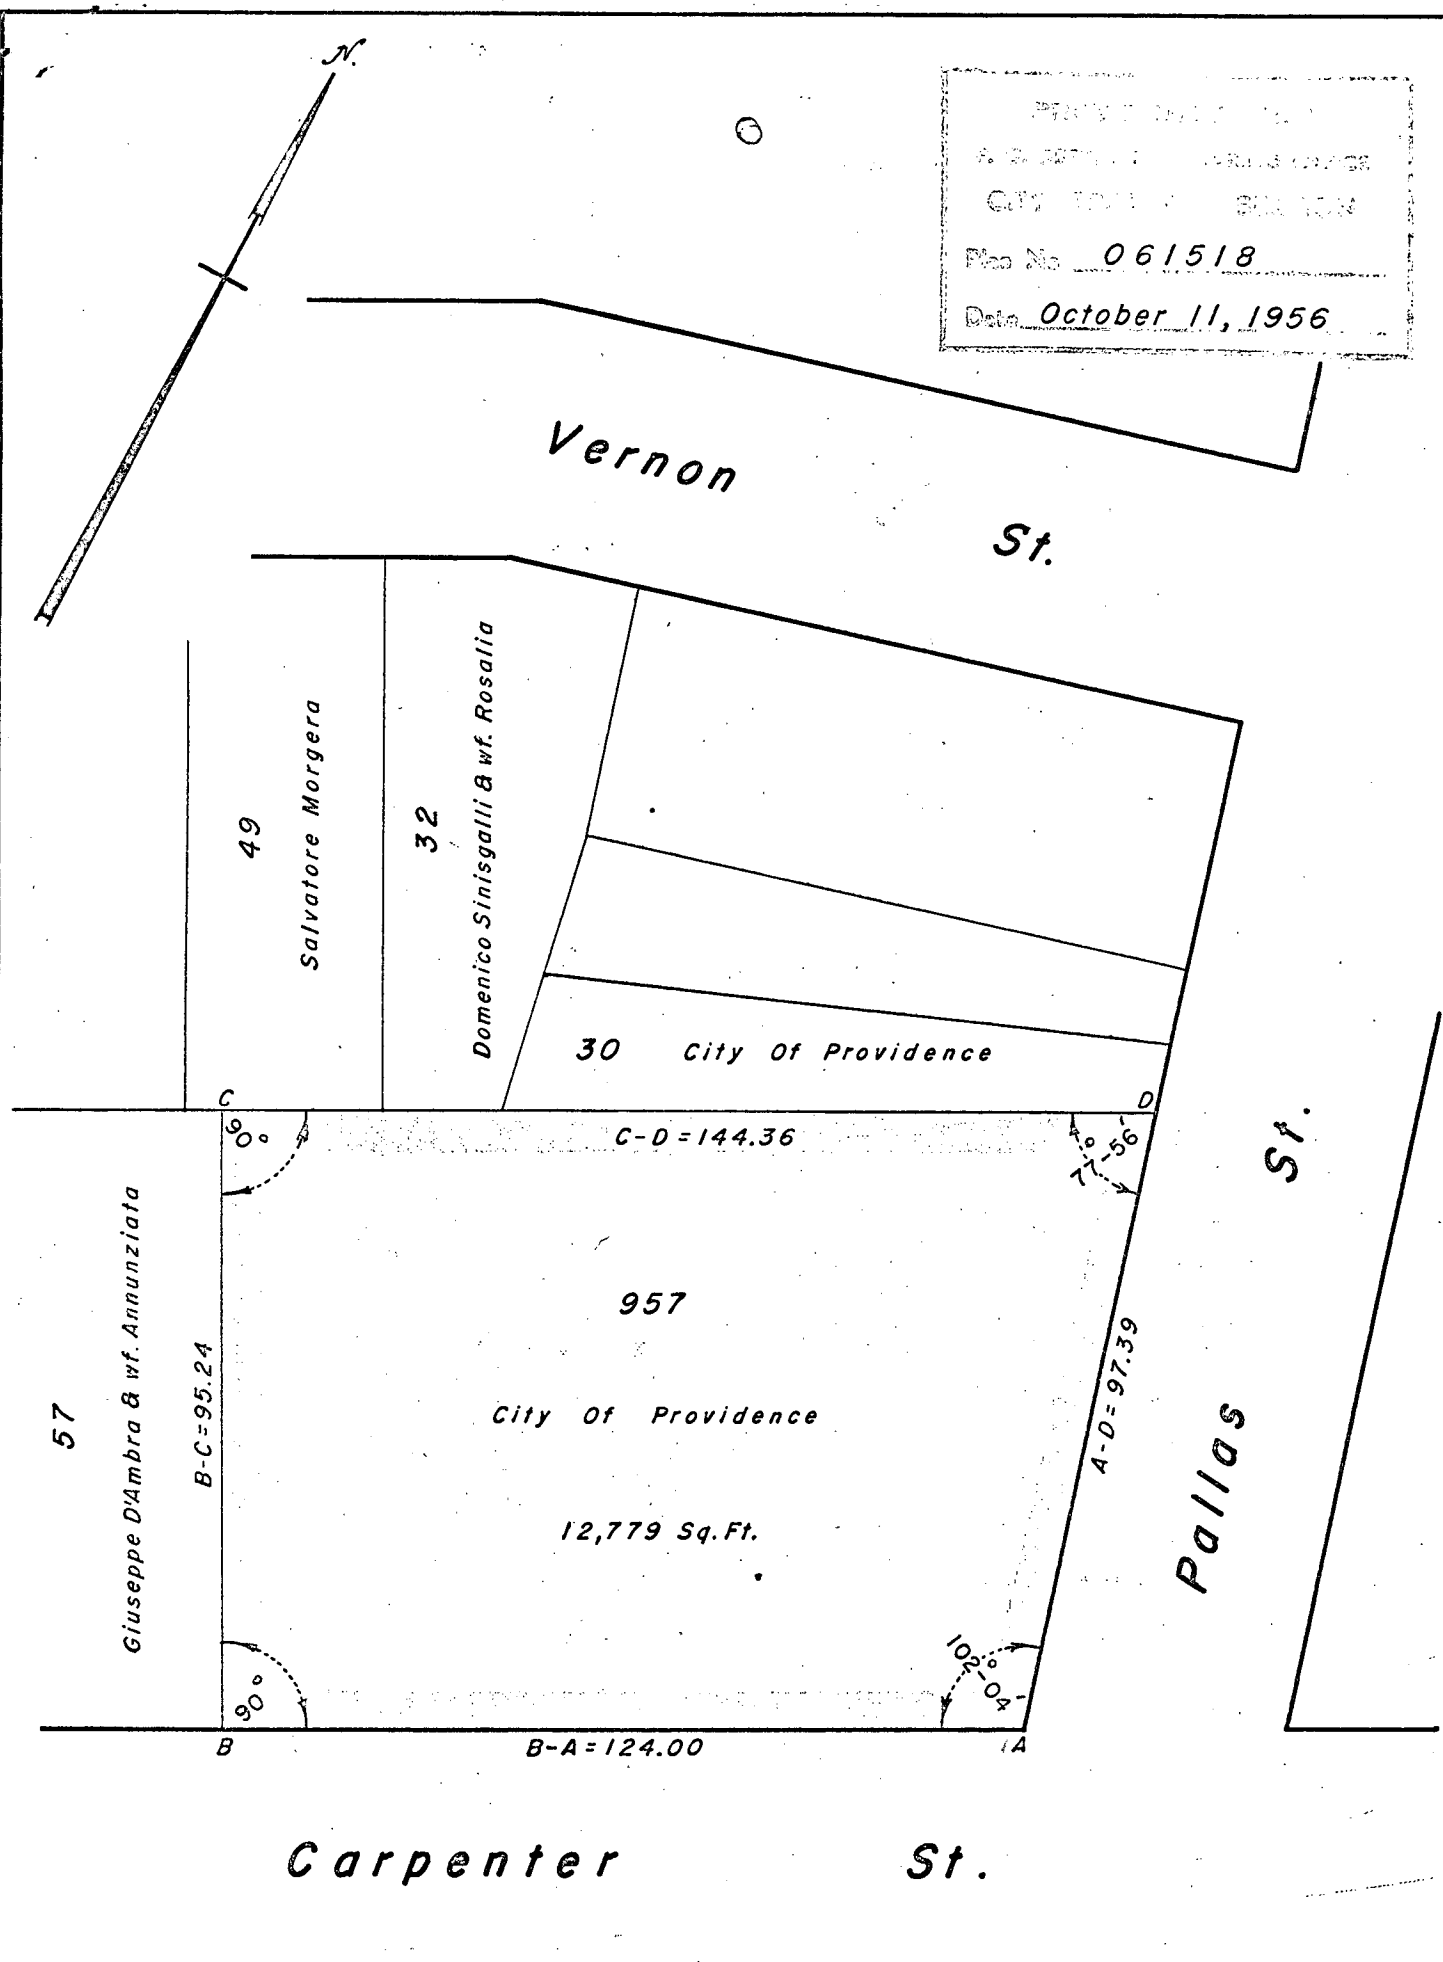 N.
Plan No 061518
Date October 11, 1956
Vernon St.
49
Salvatore Morgera
32
Domenico Sinisgalli & wf. Rosalia
30 City Of Providence
C
D
90°
C-D=144.36
77°-56'
57
Giuseppe D'Ambra & wf. Annunziata
B-C=95.24
957
City Of Providence
12,779 Sq.Ft.
A-D=97.39
Pallas St.
90°
102°-04'
B
B-A=124.00
A
Carpenter St.